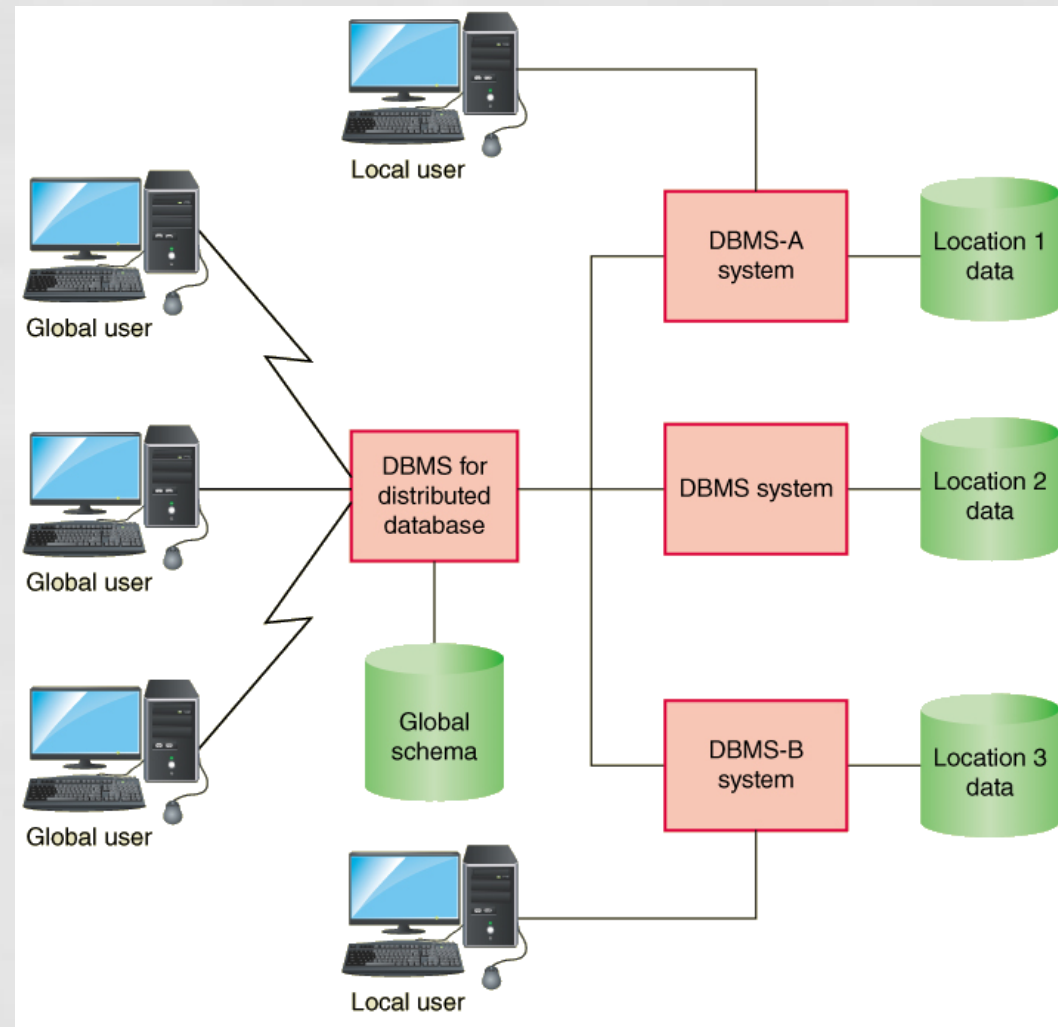 Local user
Global user
DBMS-A
system
Location 1
data
DBMS for
distributed
database
Global user
DBMS system
Location 2
data
Global
schema
Global user
DBMS-B
system
Location 3
data
Local user